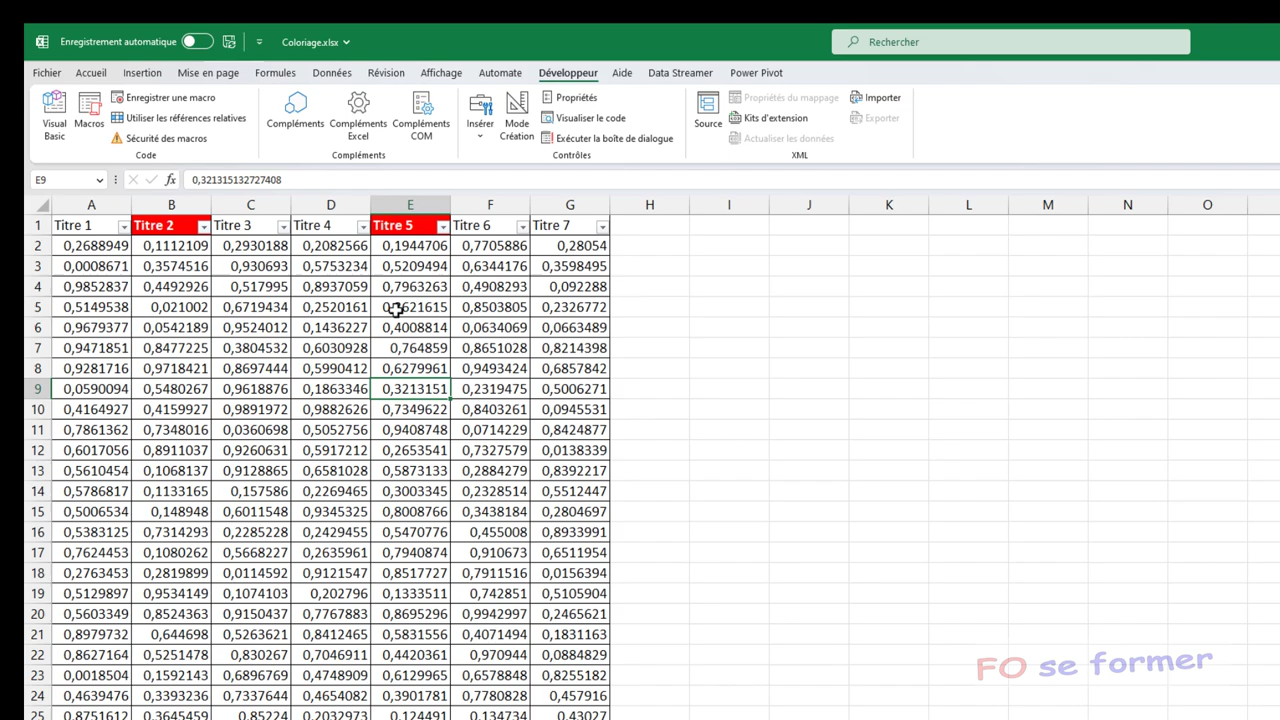 Enregistrement automatique
Coloriage.xlsx
Rechercher
Fichier Accueil Insertion Mise en page Formules Données Révision Affichage Automate Développeur Aide Data Streamer Power Pivot
Visual Basic
Macros
Enregistrer une macro
Utiliser les références relatives
Sécurité des macros
Code
Compléments
Compléments Excel
Compléments COM
Compléments
Insérer
Mode Création
Propriétés
Visualiser le code
Exécuter la boîte de dialogue
Contrôles
Source
Propriétés du mappage
Kits d'extension
Actualiser les données
Importer
Exporter
XML
E9 fx 0,321315132727408
A B C D E F G H I J K L M N O
1 Titre 1 Titre 2 Titre 3 Titre 4 Titre 5 Titre 6 Titre 7
2 0,2688949 0,1112109 0,2930188 0,2082566 0,1944706 0,7705886 0,28054
3 0,0008671 0,3574516 0,930693 0,5753234 0,5209494 0,6344176 0,3598495
4 0,9852837 0,4492926 0,517995 0,8937059 0,7963263 0,4908293 0,092288
5 0,5149538 0,021002 0,6719434 0,2520161 0,8503805 0,2326772
6 0,9679377 0,0542189 0,9524012 0,1436227 0,4008814 0,0634069 0,0663489
7 0,9471851 0,8477225 0,3804532 0,6030928 0,764859 0,8651028 0,8214398
8 0,9281716 0,9718421 0,8697444 0,5990412 0,6279961 0,9493424 0,6857842
9 0,0590094 0,5480267 0,9618876 0,1863346 0,3213151 0,2319475 0,5006271
10 0,4164927 0,4159927 0,9891972 0,9882626 0,7349622 0,8403261 0,0945531
11 0,7861362 0,7348016 0,0360698 0,5052756 0,9408748 0,0714229 0,8424877
12 0,6017056 0,8911037 0,9260631 0,5917212 0,2653541 0,7327579 0,0138339
13 0,5610454 0,1068137 0,9128865 0,6581028 0,5873133 0,2884279 0,8392217
14 0,5786817 0,1133165 0,157586 0,2269465 0,3003345 0,2328514 0,5512447
15 0,5006534 0,148948 0,6011548 0,9345325 0,8008766 0,3438184 0,2804697
16 0,5383125 0,7314293 0,2285228 0,2429455 0,5470776 0,455008 0,8933991
17 0,7624453 0,1080262 0,5668227 0,2635961 0,7940874 0,910673 0,6511954
18 0,2763453 0,2819899 0,0114592 0,9121547 0,8517727 0,7911516 0,0156394
19 0,5129897 0,9534149 0,1074103 0,202796 0,1333511 0,742851 0,5105904
20 0,5603349 0,8524363 0,9150437 0,7767883 0,8695296 0,9942997 0,2465621
21 0,8979732 0,644698 0,5263621 0,8412465 0,5831556 0,4071494 0,1831163
22 0,8627164 0,5251478 0,830267 0,7046911 0,4420361 0,970944 0,0884829
23 0,0018504 0,1592143 0,6896769 0,4748909 0,6129965 0,6578848 0,8255182
24 0,4639476 0,3393236 0,7337644 0,4654082 0,3901781 0,7780828 0,457916
25 0,8751612 0,3645459 0,85224 0,2032973 0,124491 0,134734 0,43027
FO se former